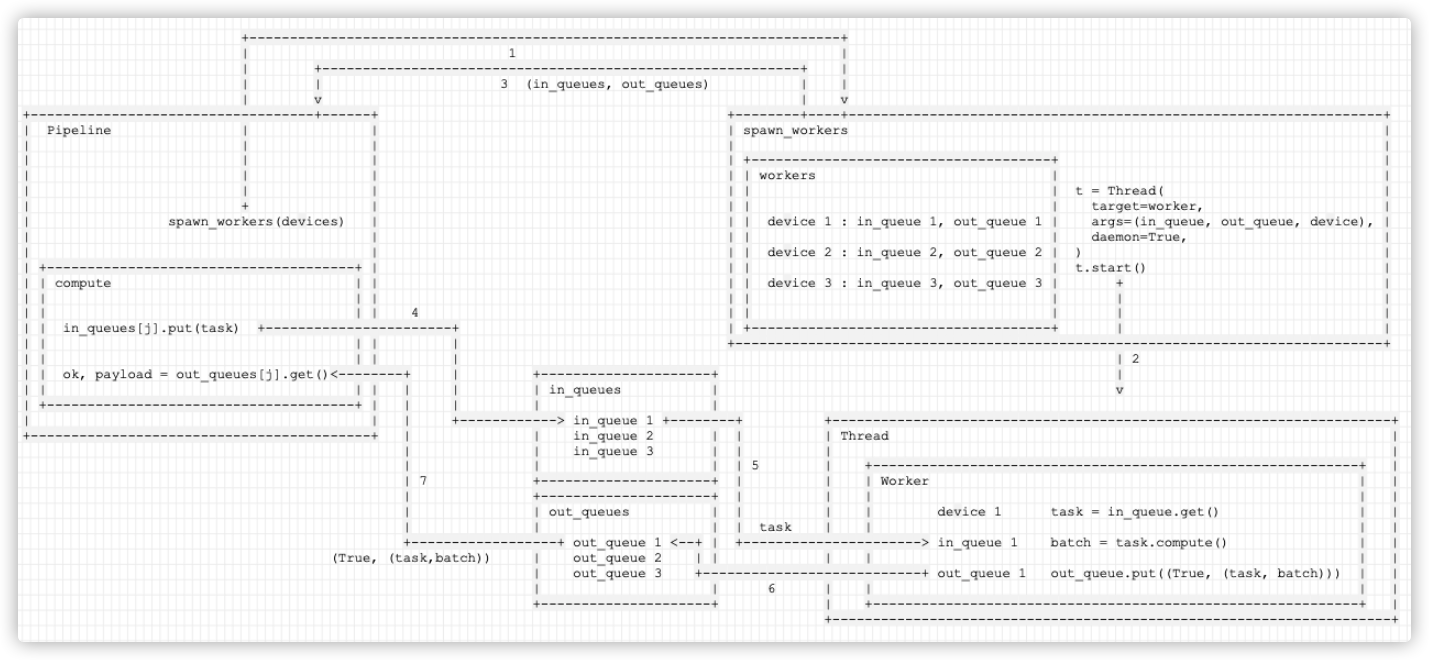 1
3 (in_queues, out_queues)
Pipeline
spawn_workers(devices)
compute
in_queues[j].put(task)
ok, payload = out_queues[j].get()
4
spawn_workers
workers
device 1 : in_queue 1, out_queue 1
device 2 : in_queue 2, out_queue 2
device 3 : in_queue 3, out_queue 3
t = Thread(
target=worker,
args=(in_queue, out_queue, device),
daemon=True,
)
t.start()
2
in_queues
in_queue 1
in_queue 2
in_queue 3
5
7
out_queues
out_queue 1
out_queue 2
out_queue 3
(True, (task,batch))
task
6
Thread
Worker
device 1 task = in_queue.get()
in_queue 1 batch = task.compute()
out_queue 1 out_queue.put((True, (task, batch)))